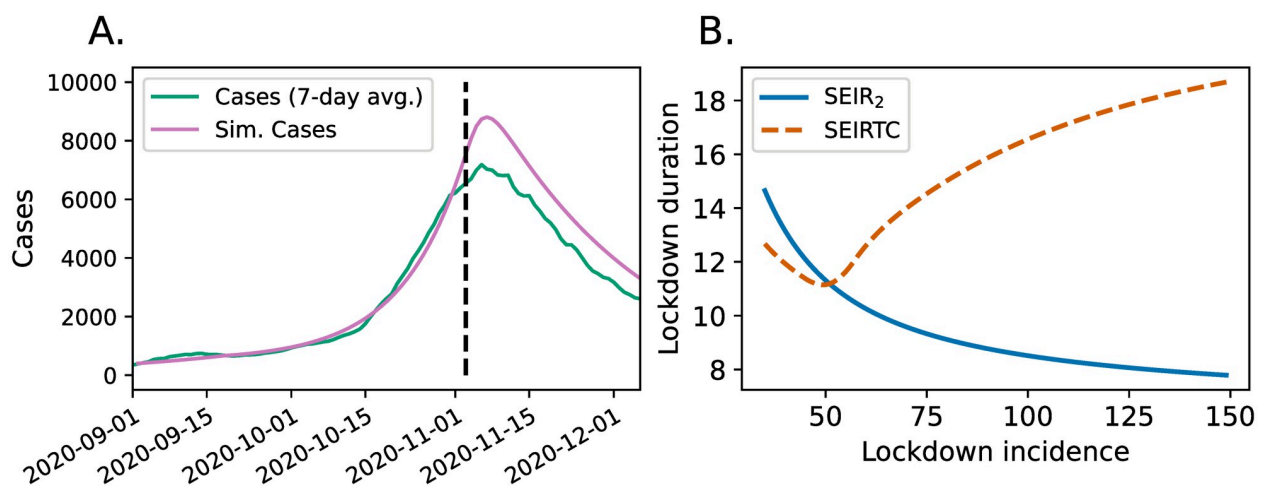 A.
Cases
10000
8000
6000
4000
2000
0
Cases (7-day avg.)
Sim. Cases
2020-09-01
2020-09-15
2020-10-01
2020-10-15
2020-11-01
2020-11-15
2020-12-01
B.
Lockdown duration
18
16
14
12
10
8
SEIR₂
SEIRTC
50
75
100
125
150
Lockdown incidence